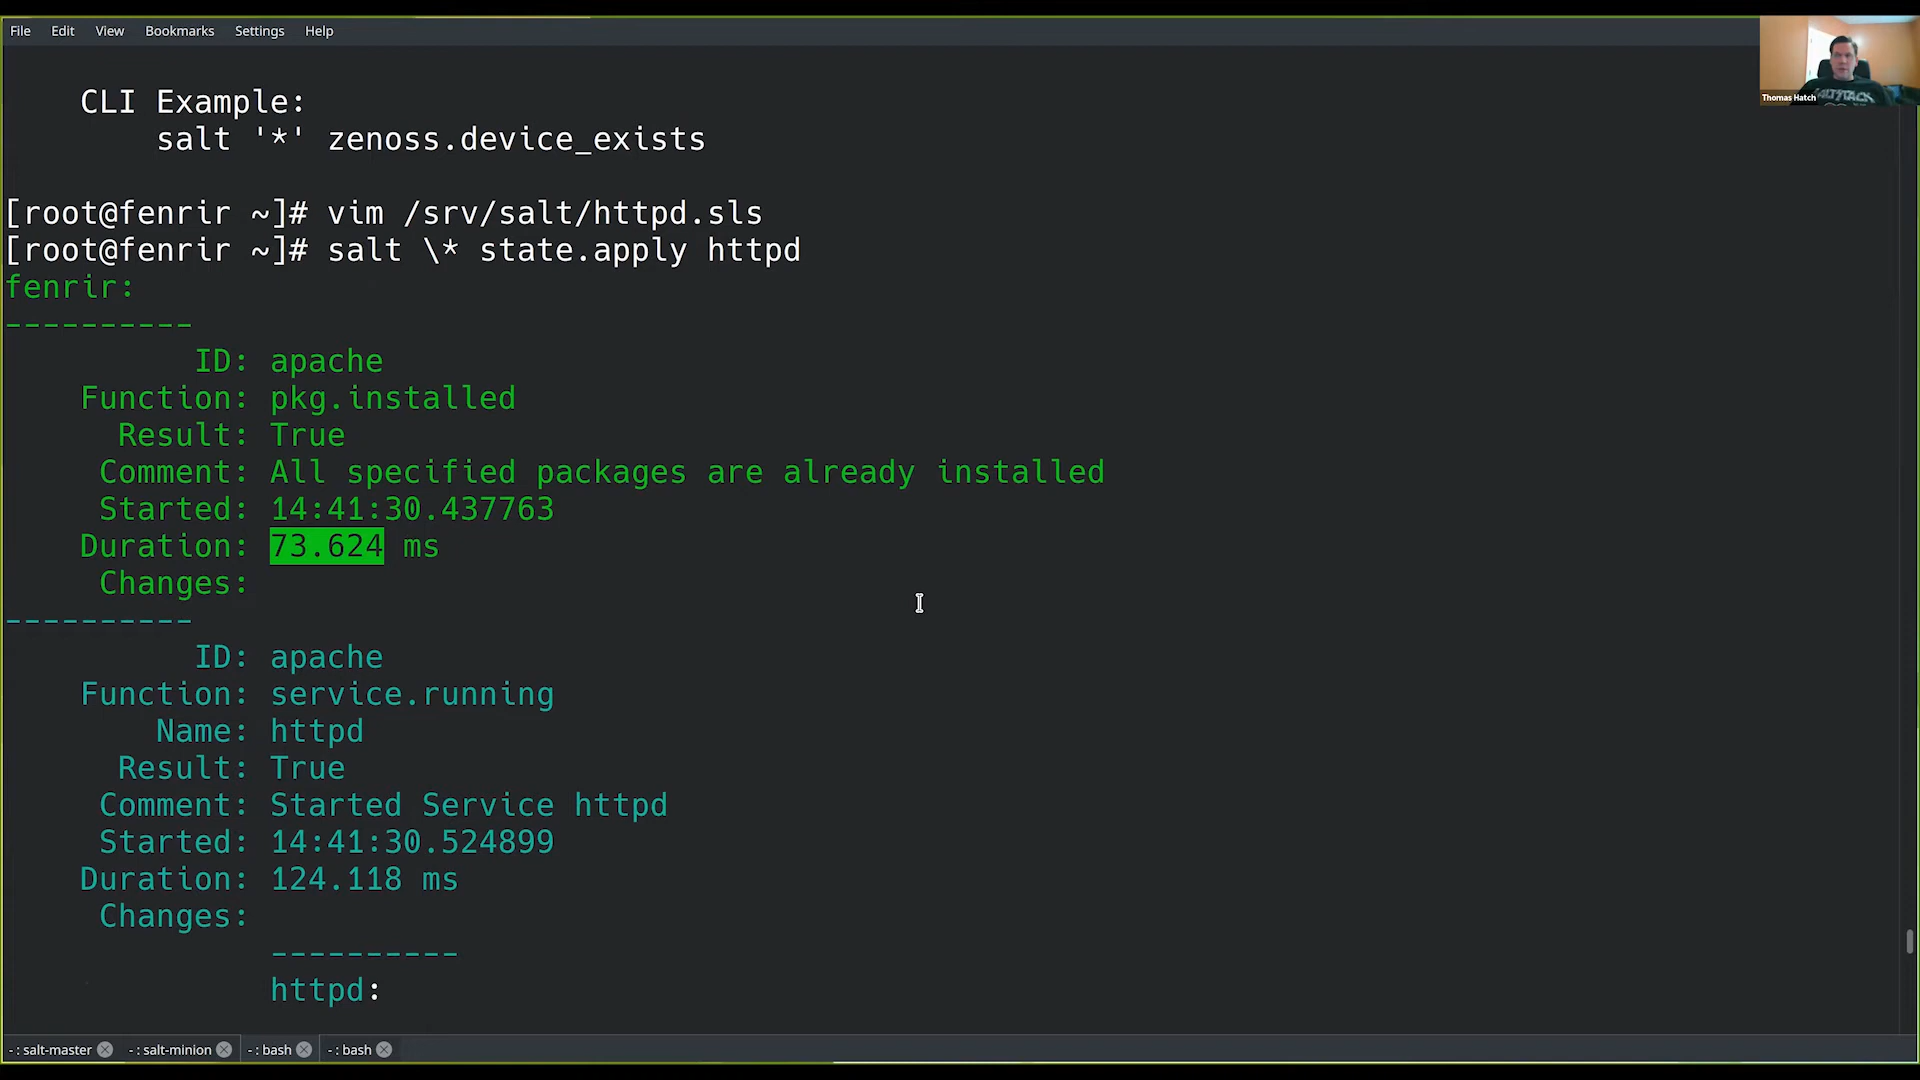 File Edit View Bookmarks Settings Help
Thomas Hatch
CLI Example:
salt '*' zenoss.device_exists
[root@fenrir ~]# vim /srv/salt/httpd.sls
[root@fenrir ~]# salt \* state.apply httpd
fenrir:
----------
ID: apache
Function: pkg.installed
Result: True
Comment: All specified packages are already installed
Started: 14:41:30.437763
Duration: 73.624 ms
Changes:
----------
ID: apache
Function: service.running
Name: httpd
Result: True
Comment: Started Service httpd
Started: 14:41:30.524899
Duration: 124.118 ms
Changes:
----------
httpd:
- : salt-master - : salt-minion - : bash - : bash